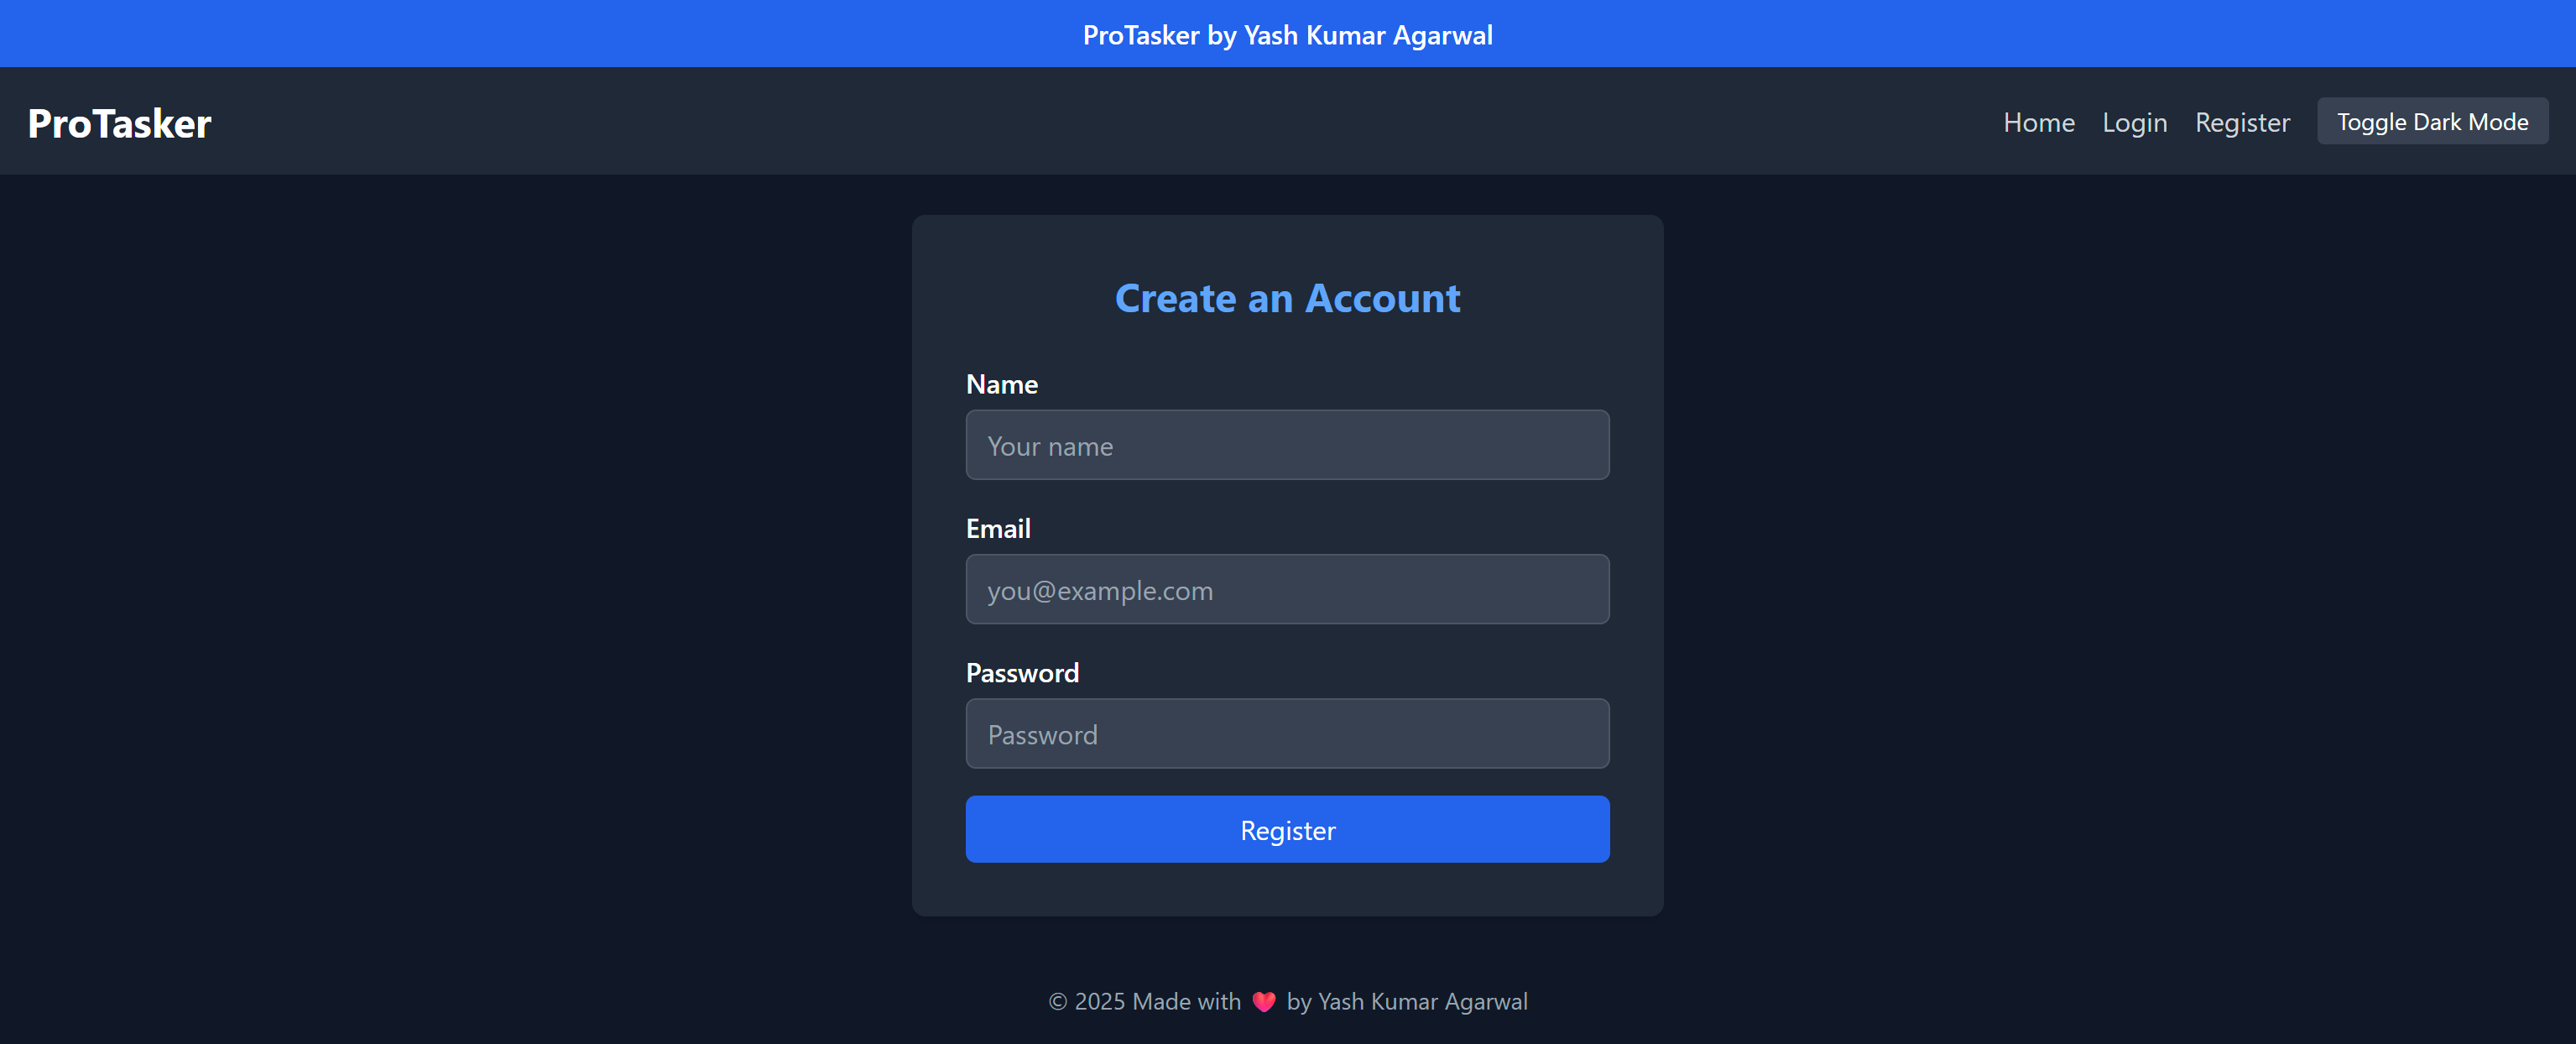 ProTasker by Yash Kumar Agarwal
ProTasker
Home Login Register Toggle Dark Mode
Create an Account
Name
Your name
Email
you@example.com
Password
Password
Register
© 2025 Made with ❤️ by Yash Kumar Agarwal